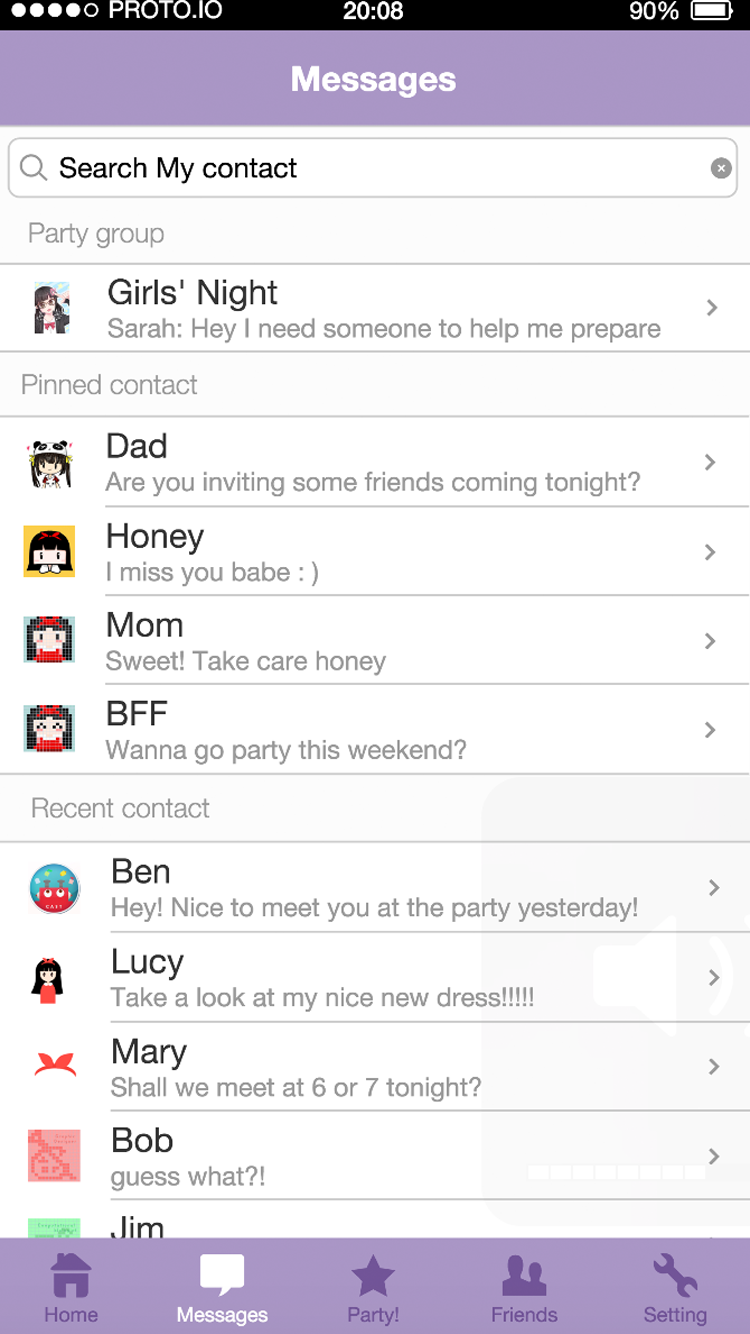 PROTO.IO 20:08 90%
Messages
Search My contact
Party group
Girls' Night
Sarah: Hey I need someone to help me prepare
Pinned contact
Dad
Are you inviting some friends coming tonight?
Honey
I miss you babe : )
Mom
Sweet! Take care honey
BFF
Wanna go party this weekend?
Recent contact
Ben
Hey! Nice to meet you at the party yesterday!
Lucy
Take a look at my nice new dress!!!!!
Mary
Shall we meet at 6 or 7 tonight?
Bob
guess what?!
Jim
Home Messages Party! Friends Setting